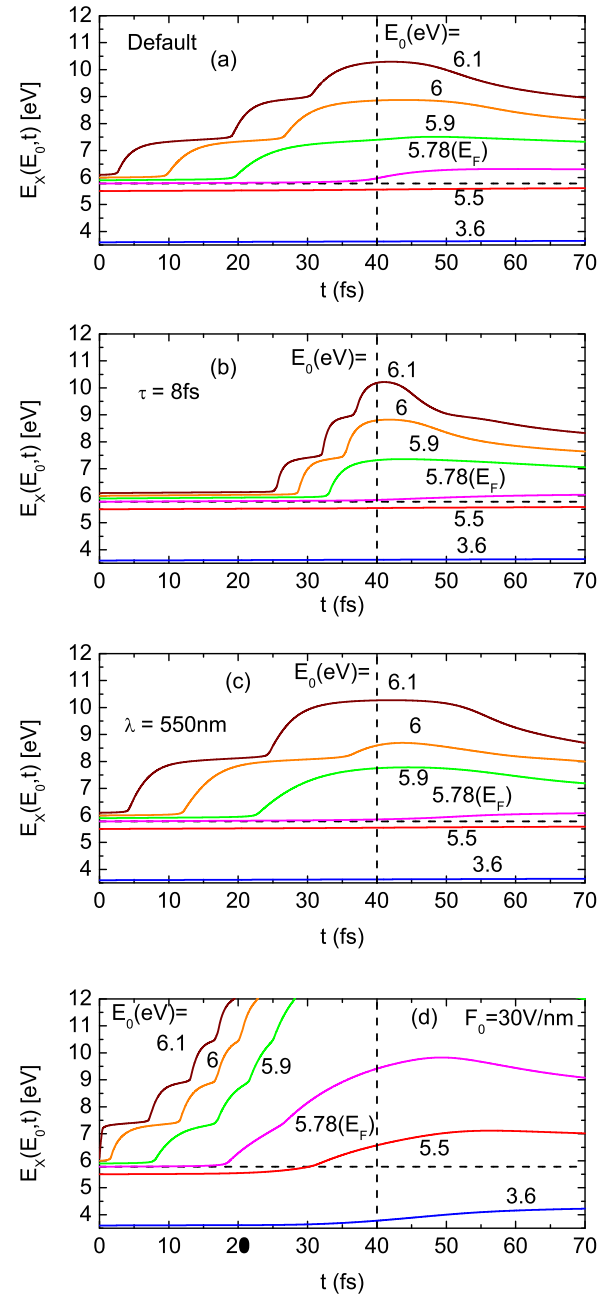 Default
(a)
E0(eV)=
6.1
6
5.9
5.78(EF)
5.5
3.6
12
11
10
9
8
7
6
5
4
EX(E0,t) [eV]
0 10 20 30 40 50 60 70
t (fs)
(b)
E0(eV)=
6.1
τ = 8fs
6
5.9
5.78(EF)
5.5
3.6
12
11
10
9
8
7
6
5
4
EX(E0,t) [eV]
0 10 20 30 40 50 60 70
t (fs)
(c)
E0(eV)=
6.1
λ = 550nm
6
5.9
5.78(EF)
5.5
3.6
12
11
10
9
8
7
6
5
4
EX(E0,t) [eV]
0 10 20 30 40 50 60 70
t (fs)
E0(eV)=
(d)
F0=30V/nm
6.1
6
5.9
5.78(EF)
5.5
3.6
12
11
10
9
8
7
6
5
4
EX(E0,t) [eV]
0 10 20 30 40 50 60 70
t (fs)